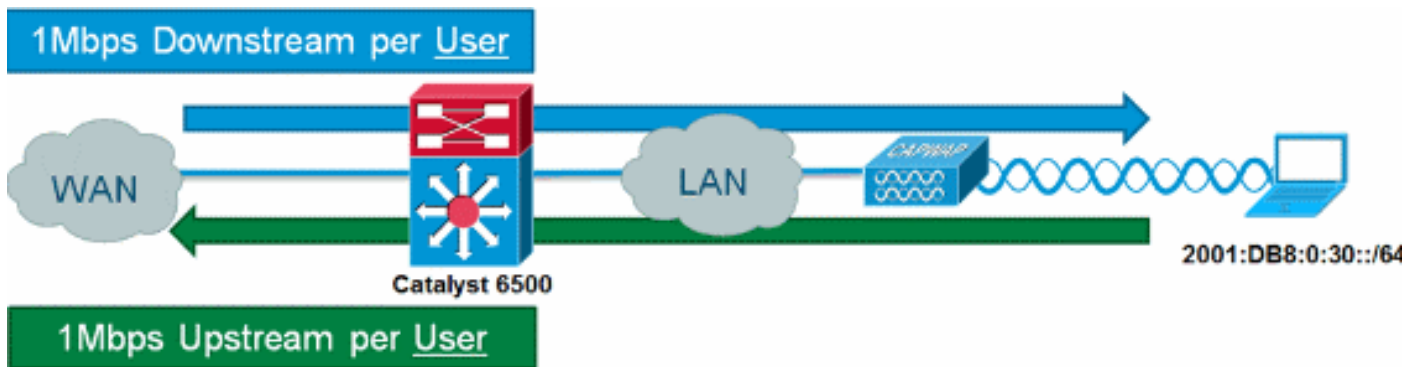 1Mbps Downstream per User
WAN
LAN
CAPWAP
2001:DB8:0:30::/64
Catalyst 6500
1Mbps Upstream per User